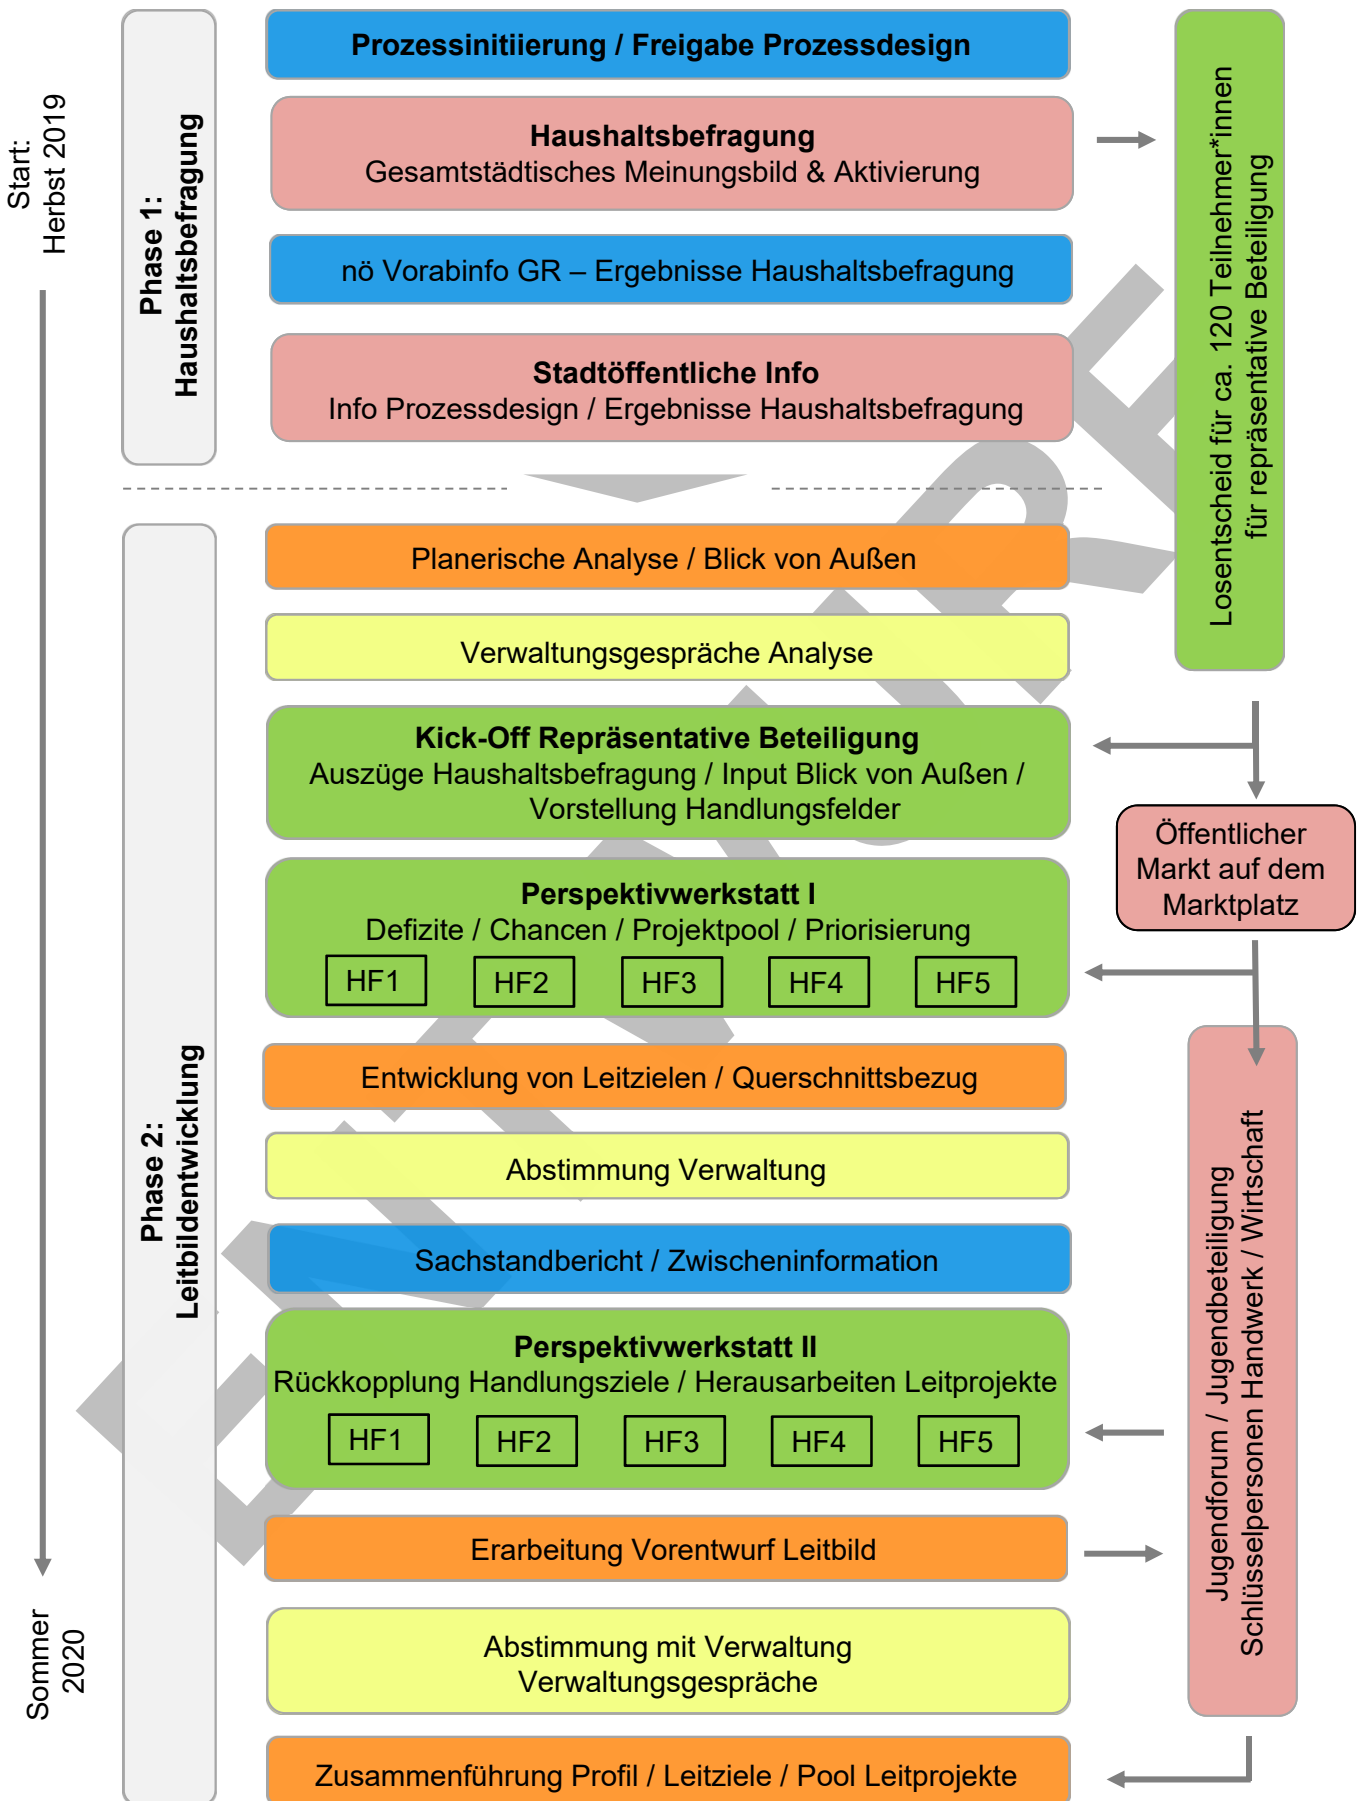 Start:
Herbst 2019
Sommer
2020
Phase 1:
Haushaltsbefragung
Prozessinitiierung / Freigabe Prozessdesign
Haushaltsbefragung
Gesamtstädtisches Meinungsbild & Aktivierung
nö Vorabinfo GR – Ergebnisse Haushaltsbefragung
Stadtöffentliche Info
Info Prozessdesign / Ergebnisse Haushaltsbefragung
Losentscheid für ca. 120 Teilnehmer*innen
für repräsentative Beteiligung
Phase 2:
Leitbildentwicklung
Planerische Analyse / Blick von Außen
Verwaltungsgespräche Analyse
Kick-Off Repräsentative Beteiligung
Auszüge Haushaltsbefragung / Input Blick von Außen /
Vorstellung Handlungsfelder
Öffentlicher
Markt auf dem
Marktplatz
Perspektivwerkstatt I
Defizite / Chancen / Projektpool / Priorisierung
HF1 HF2 HF3 HF4 HF5
Entwicklung von Leitzielen / Querschnittsbezug
Abstimmung Verwaltung
Sachstandbericht / Zwischeninformation
Perspektivwerkstatt II
Rückkopplung Handlungsziele / Herausarbeiten Leitprojekte
HF1 HF2 HF3 HF4 HF5
Jugendforum / Jugendbeteiligung
Schlüsselpersonen Handwerk / Wirtschaft
Erarbeitung Vorentwurf Leitbild
Abstimmung mit Verwaltung
Verwaltungsgespräche
Zusammenführung Profil / Leitziele / Pool Leitprojekte